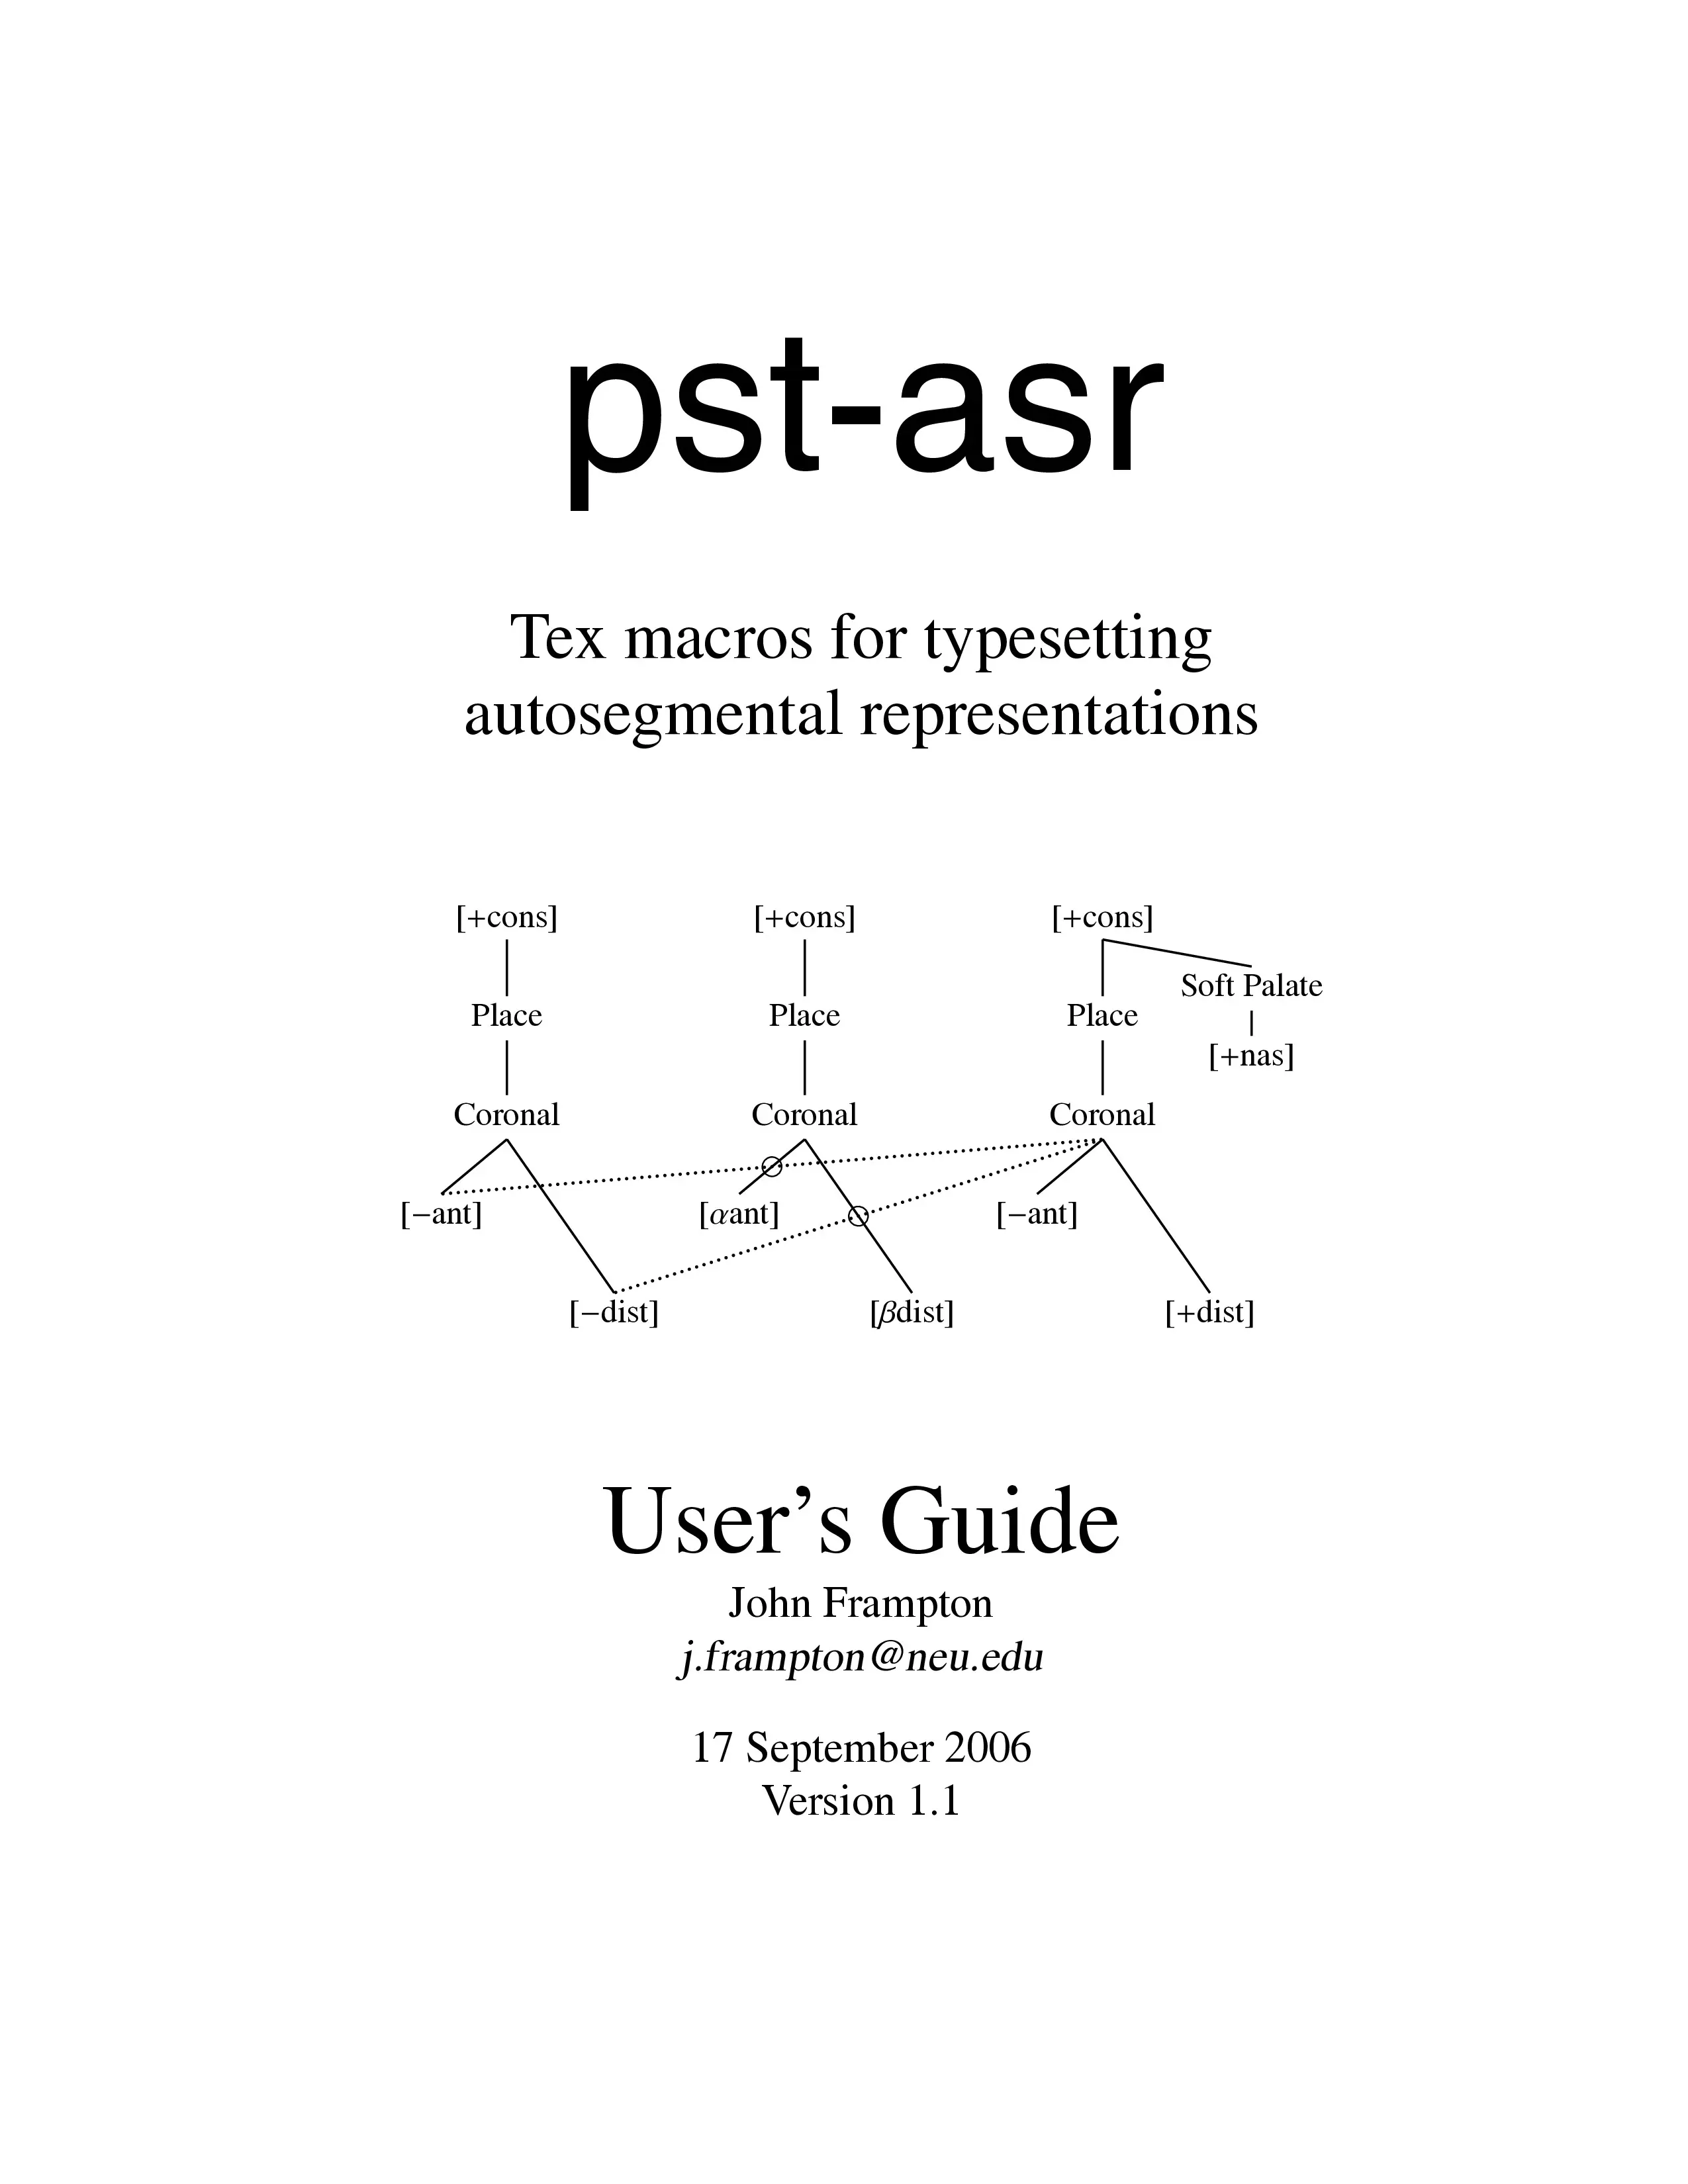 pst-asr
Tex macros for typesetting
autosegmental representations
[+cons] [+cons] [+cons]
Soft Palate
Place Place Place
[+nas]
Coronal Coronal Coronal
[−ant] [αant] [−ant]
[−dist] [βdist] [+dist]
User’s Guide
John Frampton
j.frampton@neu.edu
17 September 2006
Version 1.1